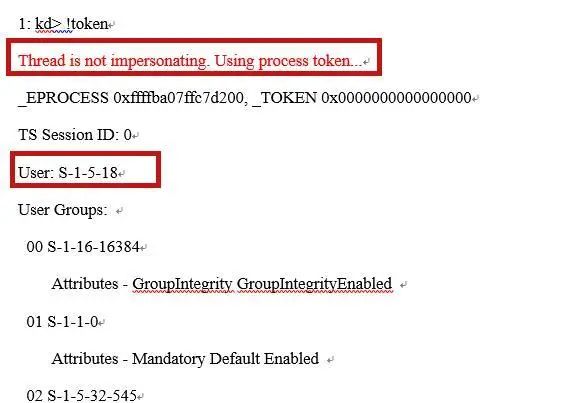 1: kd> !token
Thread is not impersonating. Using process token...
_EPROCESS 0xffffba07ffc7d200, _TOKEN 0x0000000000000000
TS Session ID: 0
User: S-1-5-18
User Groups:
00 S-1-16-16384
Attributes - GroupIntegrity GroupIntegrityEnabled
01 S-1-1-0
Attributes - Mandatory Default Enabled
02 S-1-5-32-545